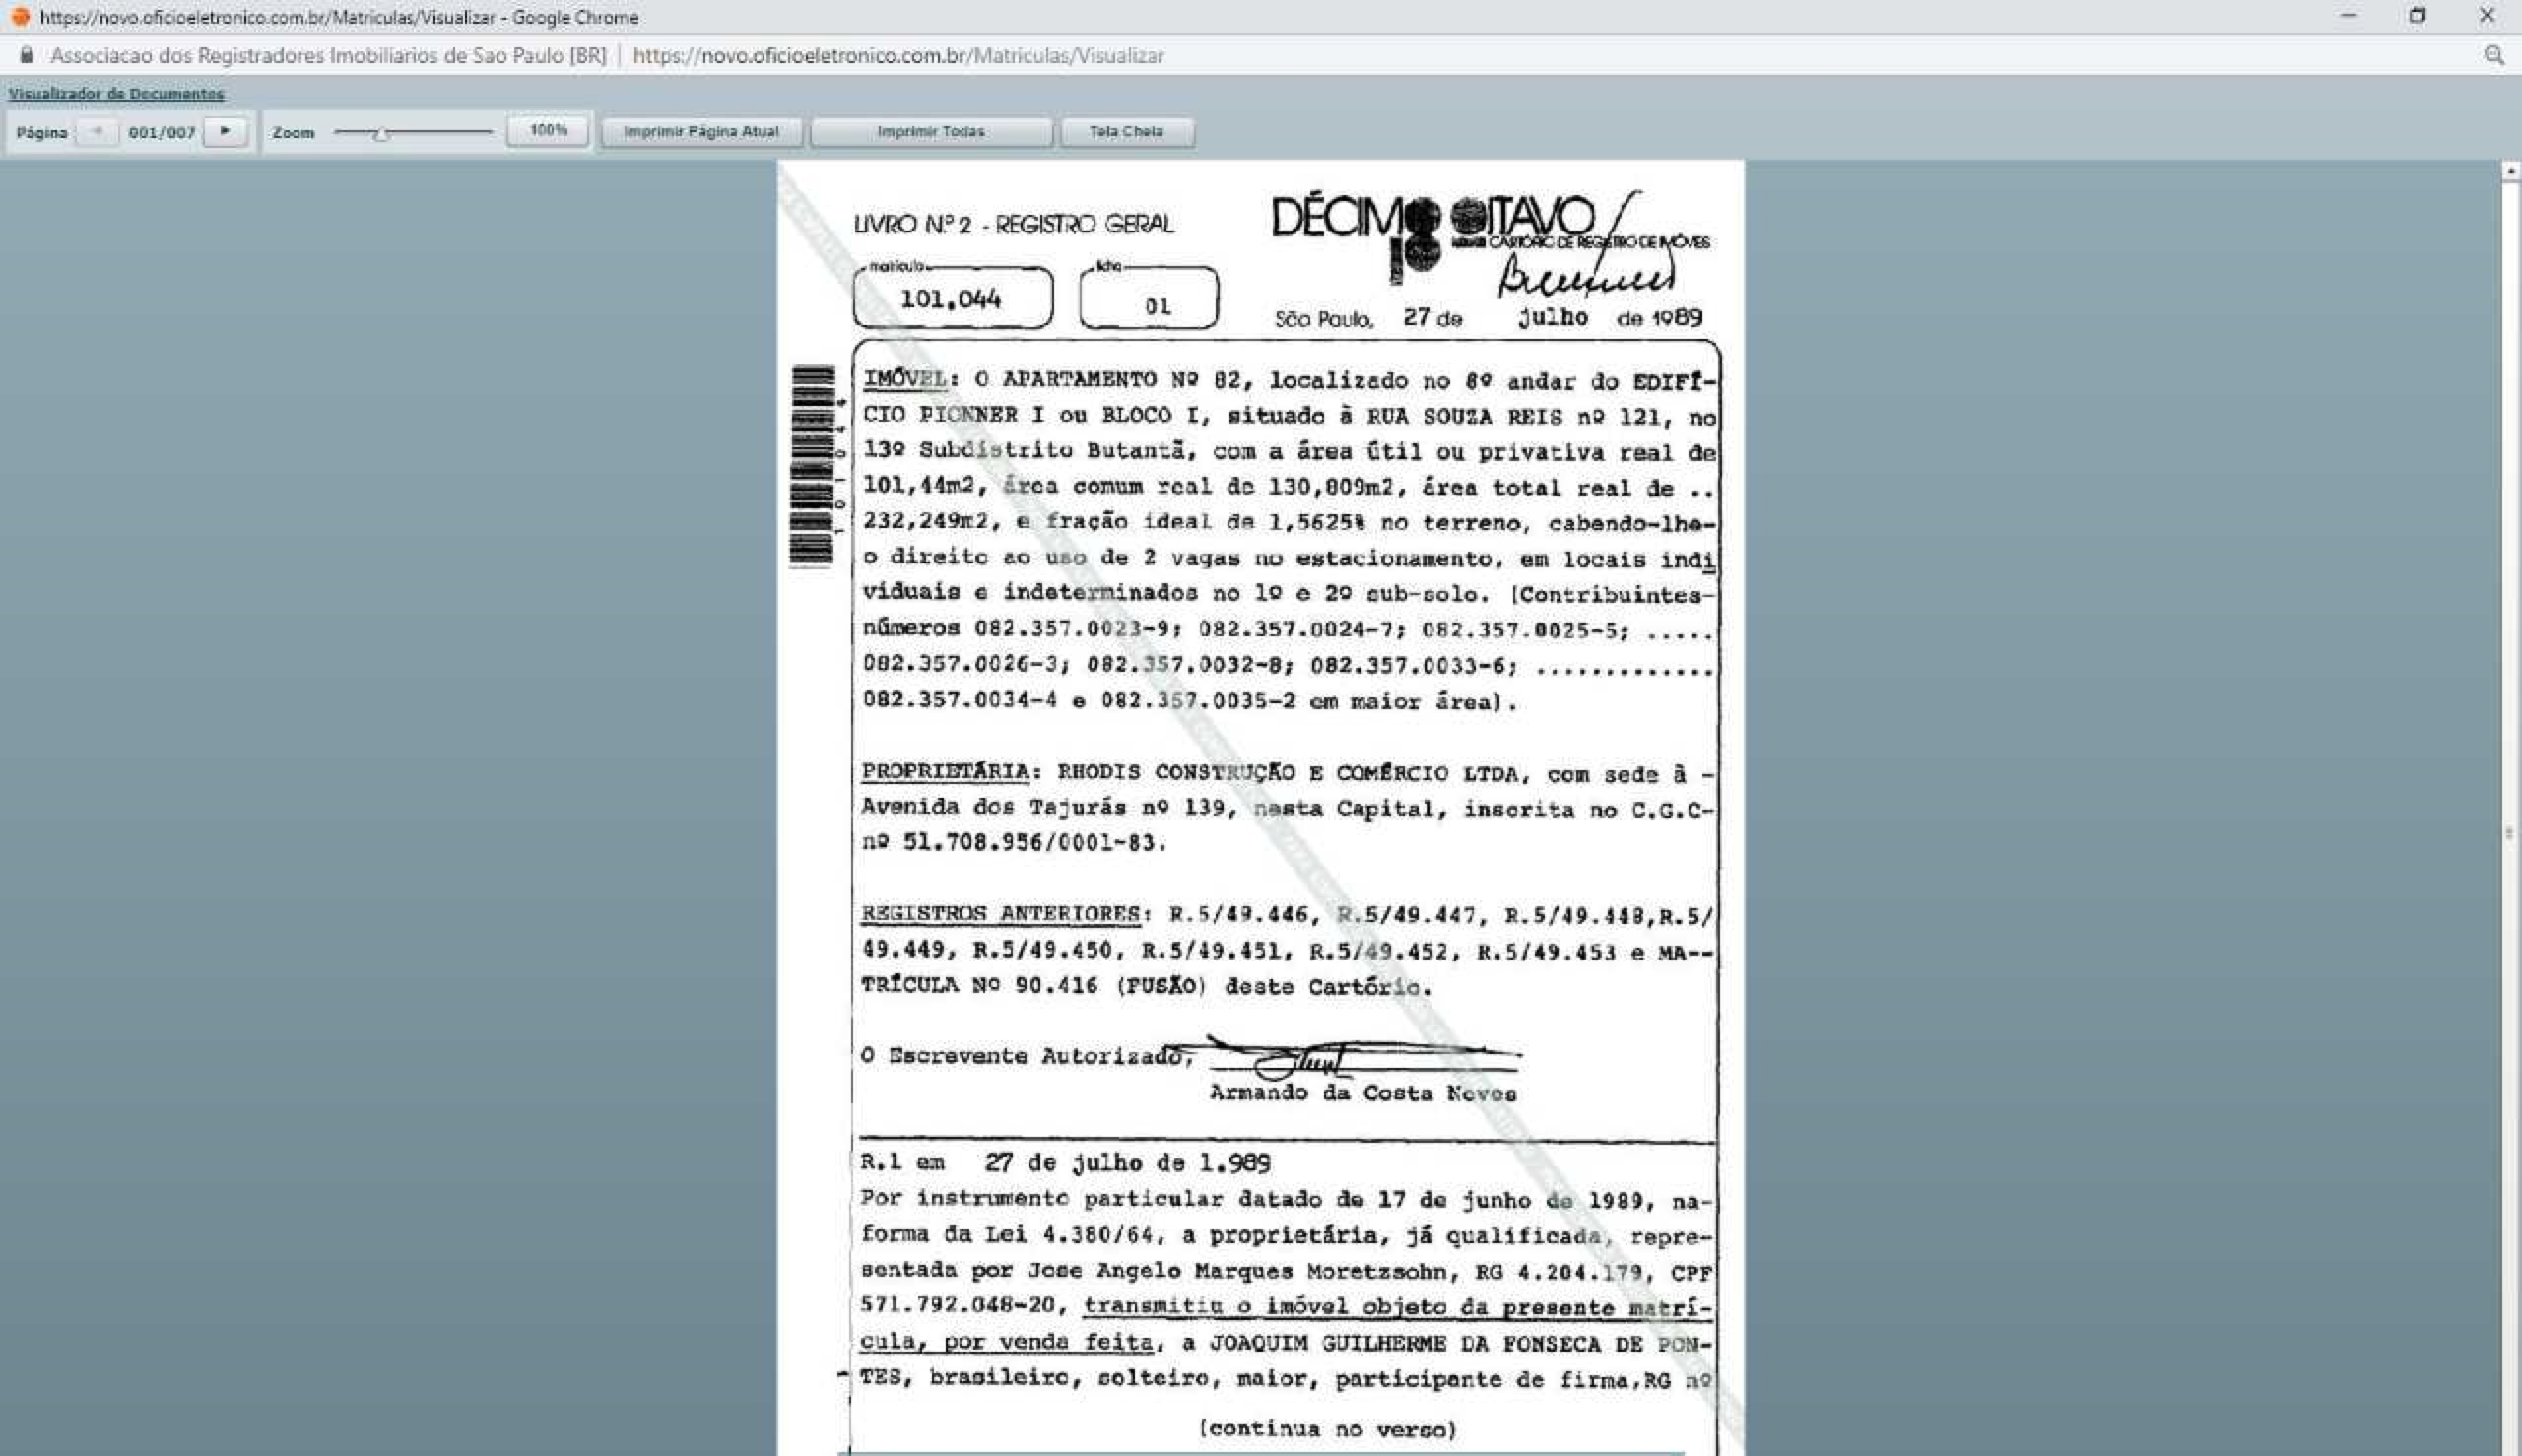 https://novo.oficioeletronico.com.br/Matriculas/Visualizar - Google Chrome
Associacao dos Registradores Imobiliarios de Sao Paulo [BR] | https://novo.oficioeletronico.com.br/Matriculas/Visualizar
Visualizador de Documentos
Página 001/007 Zoom 100% Imprimir Página Atual Imprimir Todas Tela Cheia
LIVRO N.º 2 - REGISTRO GERAL
DÉCIMO OITAVO
18
CARTÓRIO DE REGISTRO DE IMÓVEIS
matrícula
101.044
ficha
01
São Paulo, 27 de julho de 1989
101044
IMÓVEL: O APARTAMENTO Nº 82, localizado no 8º andar do EDIFÍ-
CIO PIONNER I ou BLOCO I, situado à RUA SOUZA REIS nº 121, no
13º Subdistrito Butantã, com a área útil ou privativa real de
101,44m2, área comum real de 130,809m2, área total real de ..
232,249m2, e fração ideal de 1,5625% no terreno, cabendo-lhe-
o direito ao uso de 2 vagas no estacionamento, em locais indi
viduais e indeterminados no 1º e 2º sub-solo. (Contribuintes-
números 082.357.0023-9; 082.357.0024-7; 082.357.0025-5; .....
082.357.0026-3; 082.357.0032-8; 082.357.0033-6; .............
082.357.0034-4 e 082.357.0035-2 em maior área).
PROPRIETÁRIA: RHODIS CONSTRUÇÃO E COMÉRCIO LTDA, com sede à -
Avenida dos Tajurás nº 139, nesta Capital, inscrita no C.G.C-
nº 51.708.956/0001-83.
REGISTROS ANTERIORES: R.5/49.446, R.5/49.447, R.5/49.448,R.5/
49.449, R.5/49.450, R.5/49.451, R.5/49.452, R.5/49.453 e MA--
TRÍCULA Nº 90.416 (FUSÃO) deste Cartório.
O Escrevente Autorizado,
Armando da Costa Neves
R.1 em 27 de julho de 1.989
Por instrumento particular datado de 17 de junho de 1989, na-
forma da Lei 4.380/64, a proprietária, já qualificada, repre-
sentada por Jose Angelo Marques Moretzsohn, RG 4.204.179, CPF
571.792.048-20, transmitiu o imóvel objeto da presente matrí-
cula, por venda feita, a JOAQUIM GUILHERME DA FONSECA DE PON-
TES, brasileiro, solteiro, maior, participante de firma,RG nº
(continua no verso)